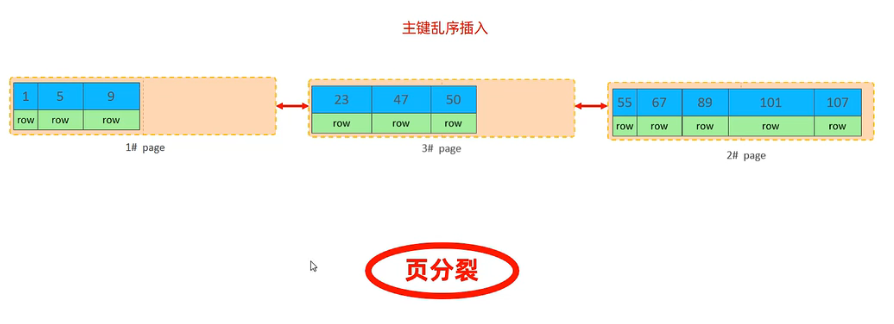 主键乱序插入
1 5 9
row row row
1# page
23 47 50
row row row
3# page
55 67 89 101 107
row row row row row
2# page
页分裂